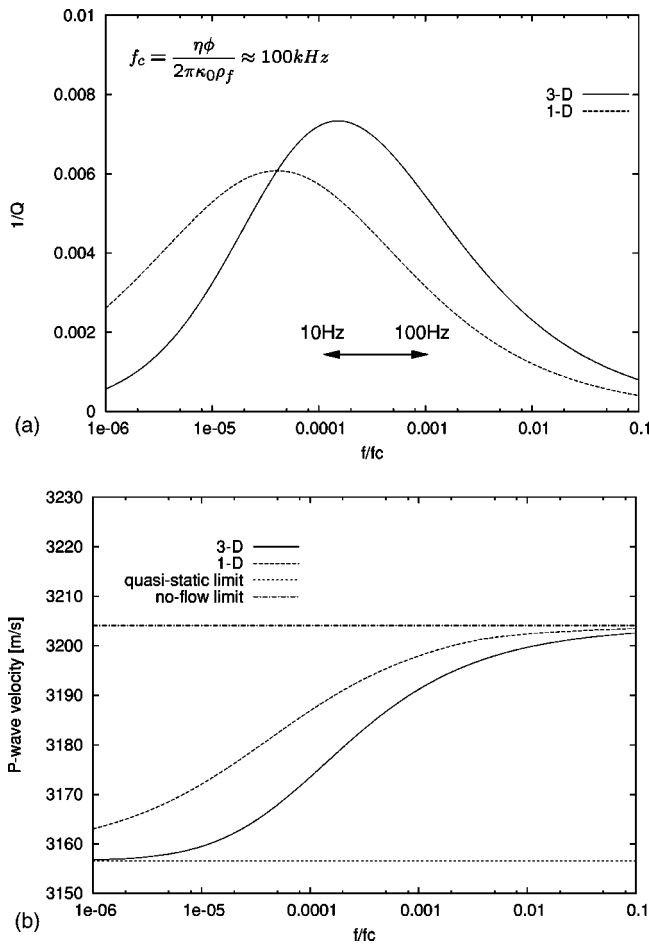 0.01
0.008
0.006
0.004
0.002
0
1/Q
f_c = ηφ / 2πκ₀ρ_f ≈ 100kHz
3-D
1-D
10Hz 100Hz
1e-06 1e-05 0.0001 0.001 0.01 0.1
f/fc
(a)
3230
3220
3210
3200
3190
3180
3170
3160
3150
P-wave velocity [m/s]
3-D
1-D
quasi-static limit
no-flow limit
1e-06 1e-05 0.0001 0.001 0.01 0.1
f/fc
(b)